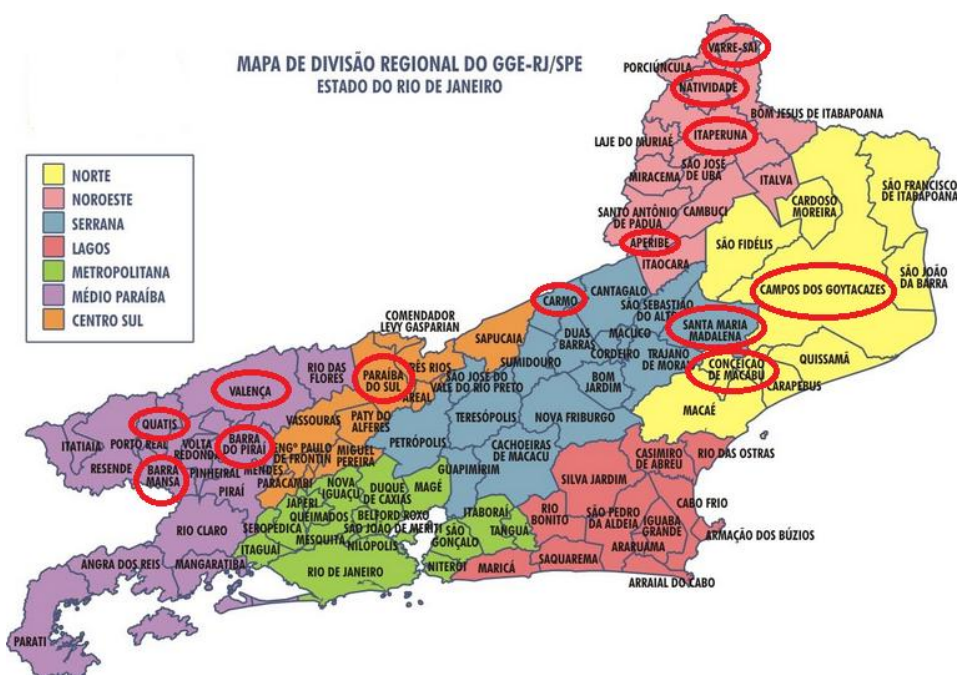 MAPA DE DIVISÃO REGIONAL DO GGE-RJ/SPE
ESTADO DO RIO DE JANEIRO
NORTE
NOROESTE
SERRANA
LAGOS
METROPOLITANA
MÉDIO PARAÍBA
CENTRO SUL
VARRE-SAI
PORCIÚNCULA
NATIVIDADE
BOM JESUS DE ITABAPOANA
ITAPERUNA
LAJE DO MURIAÉ
SÃO JOSÉ
DE UBÁ
MIRACEMA
ITALVA
SÃO FRANCISCO
DE ITABAPOANA
CARDOSO
MOREIRA
SANTO ANTÔNIO
DE PÁDUA
CAMBUCI
APERIBE
SÃO FIDÉLIS
ITAOCARA
SÃO JOÃO
DA BARRA
CAMPOS DOS GOYTACAZES
CANTAGALO
CARMO
SÃO SEBASTIÃO
DO ALTO
SANTA MARIA
MADALENA
COMENDADOR
LEVY GASPARIAN
SAPUCAIA
DUAS
BARRAS
MACUCO
CORDEIRO
TRAJANO
DE MORAIS
CONCEIÇÃO
DE MACABU
QUISSAMÃ
CARAPEBUS
SUMIDOURO
RIO DAS
FLORES
PARAÍBA
DO SUL
TRÊS RIOS
AREAL
SÃO JOSÉ DO
VALE DO RIO PRETO
BOM
JARDIM
MACAÉ
VALENÇA
VASSOURAS
PATY DO
ALFERES
TERESÓPOLIS
NOVA FRIBURGO
QUATIS
ITATIAIA
PORTO REAL
VOLTA
REDONDA
BARRA
DO PIRAÍ
ENGº PAULO
DE FRONTIN
MIGUEL
PEREIRA
PETRÓPOLIS
CACHOEIRAS
DE MACACU
CASIMIRO
DE ABREU
RIO DAS OSTRAS
RESENDE
BARRA
MANSA
PINHEIRAL
MENDES
PARACAMBI
GUAPIMIRIM
SILVA JARDIM
PIRAÍ
NOVA
IGUAÇU
JAPERI
DUQUE
DE CAXIAS
MAGÉ
CABO FRIO
QUEIMADOS
BELFORD ROXO
ITABORAÍ
RIO
BONITO
SÃO PEDRO
DA ALDEIA
IGUABA
GRANDE
RIO CLARO
SEROPÉDICA
SÃO JOÃO DE MERITI
MESQUITA
NILÓPOLIS
SÃO
GONÇALO
TANGUÁ
ARMAÇÃO DOS BÚZIOS
ITAGUAÍ
ARARUAMA
ANGRA DOS REIS
MANGARATIBA
RIO DE JANEIRO
NITERÓI
MARICÁ
SAQUAREMA
ARRAIAL DO CABO
PARATI